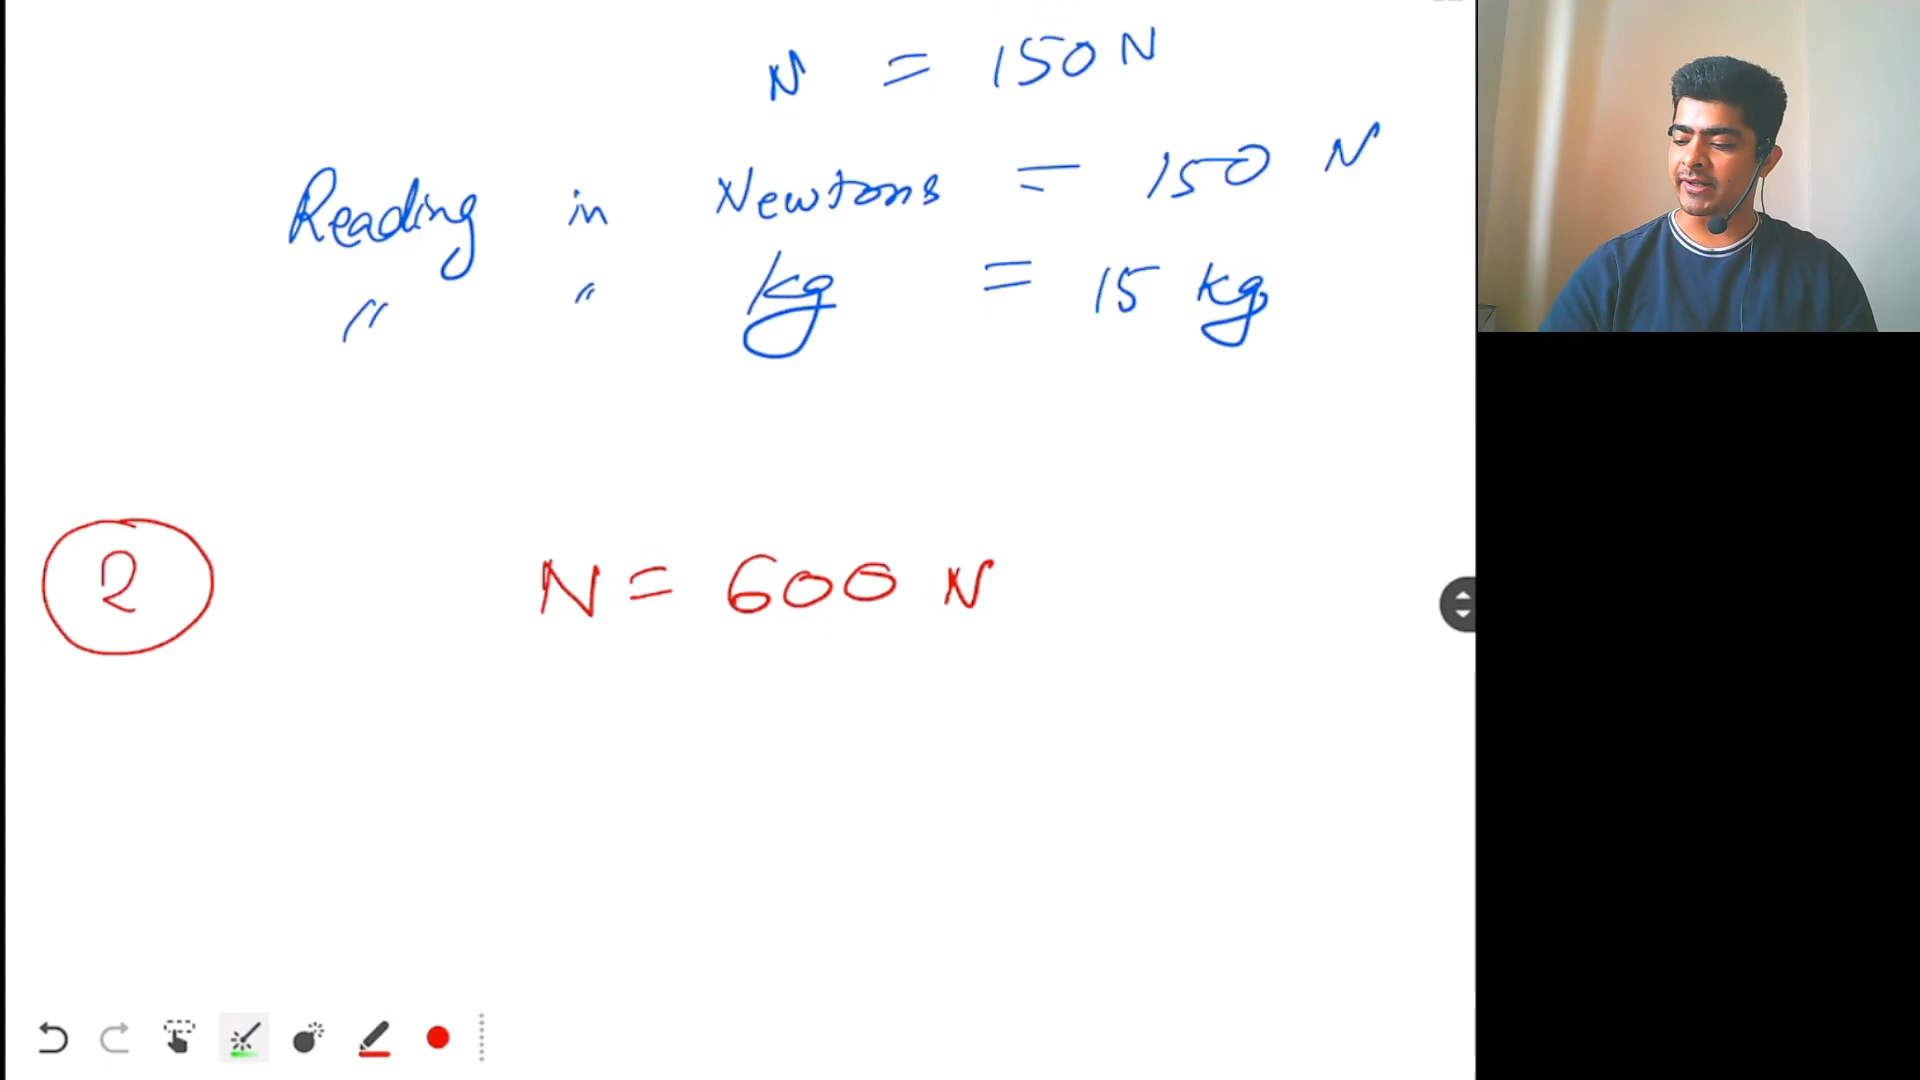 N = 150 N
Reading in Newtons = 150 N
" " kg = 15 kg
2 N = 600 N